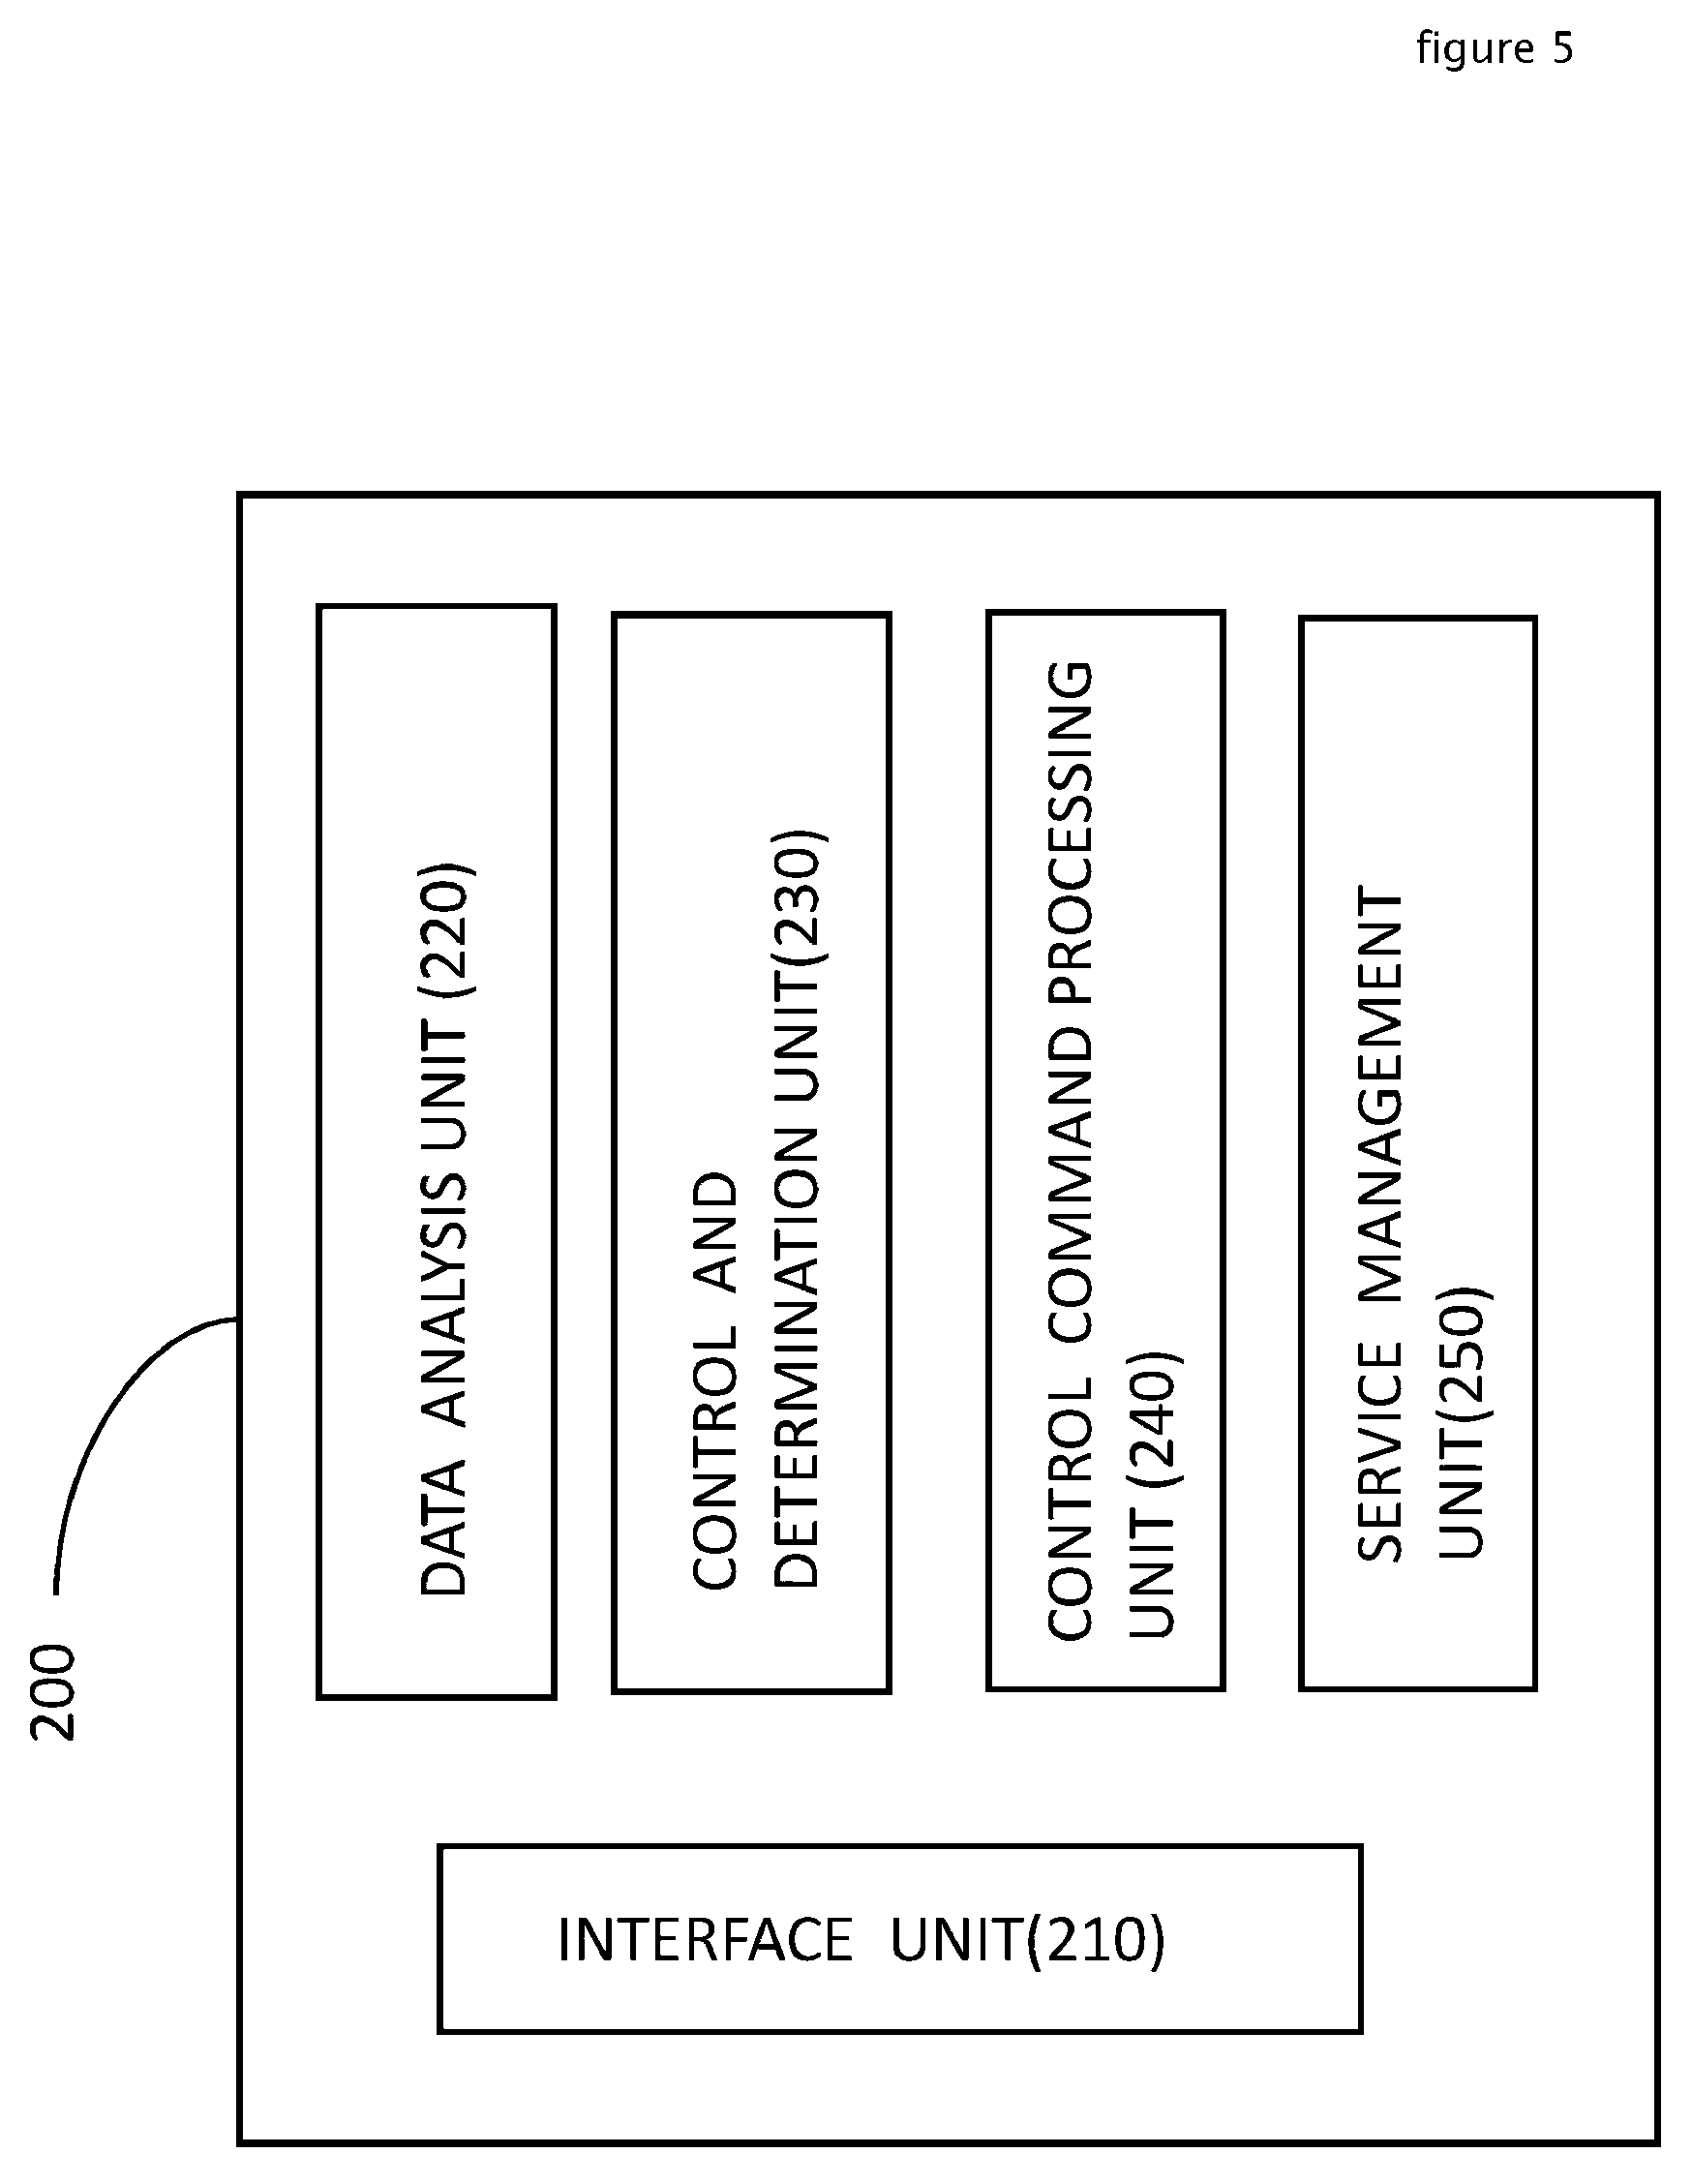 figure 5
200
DATA ANALYSIS UNIT (220)
CONTROL AND
DETERMINATION UNIT(230)
CONTROL COMMAND PROCESSING
UNIT (240)
SERVICE MANAGEMENT
UNIT(250)
INTERFACE UNIT(210)